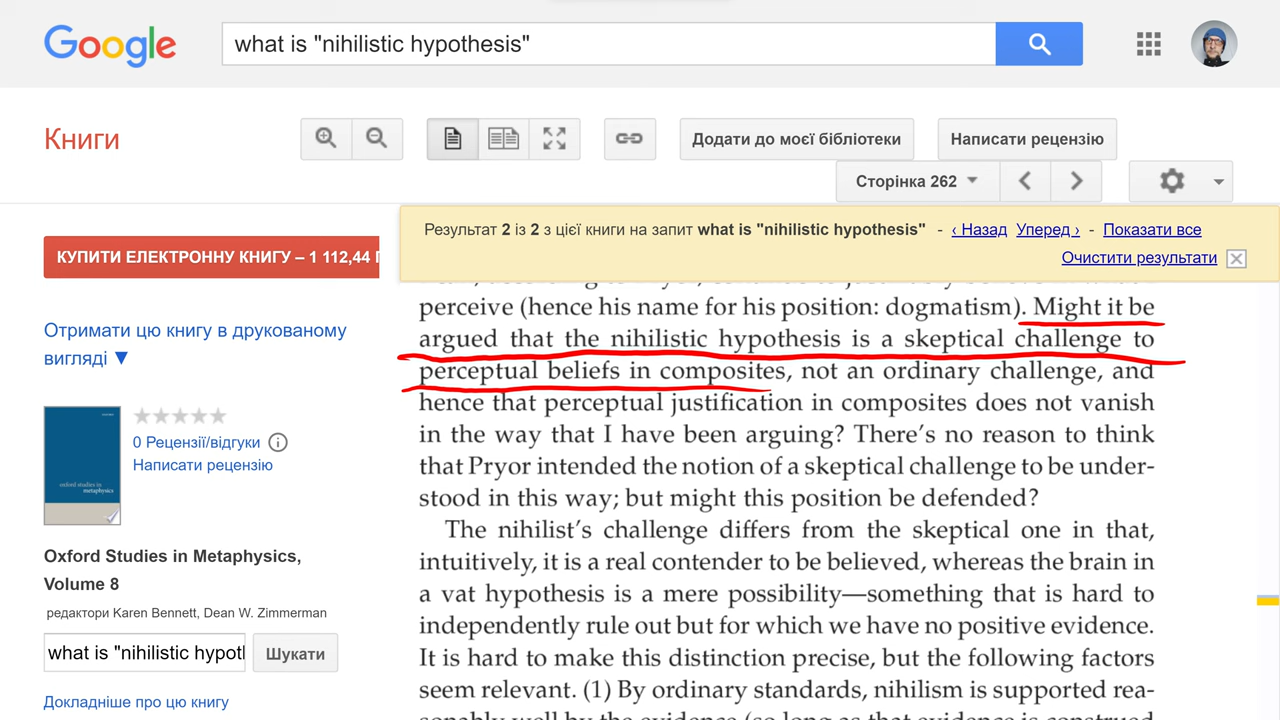 Google
what is "nihilistic hypothesis"
Книги
Додати до моєї бібліотеки
Написати рецензію
Сторінка 262
Результат 2 із 2 з цієї книги на запит what is "nihilistic hypothesis" - ‹ Назад Уперед › - Показати все
Очистити результати
КУПИТИ ЕЛЕКТРОННУ КНИГУ – 1 112,44
Отримати цю книгу в друкованому
вигляді ▼
oxford studies in
metaphysics
0 Рецензії/відгуки
Написати рецензію
Oxford Studies in Metaphysics,
Volume 8
редактори Karen Bennett, Dean W. Zimmerman
what is "nihilistic hypotl
Шукати
Докладніше про цю книгу
perceive (hence his name for his position: dogmatism). Might it be
argued that the nihilistic hypothesis is a skeptical challenge to
perceptual beliefs in composites, not an ordinary challenge, and
hence that perceptual justification in composites does not vanish
in the way that I have been arguing? There's no reason to think
that Pryor intended the notion of a skeptical challenge to be under-
stood in this way; but might this position be defended?
The nihilist's challenge differs from the skeptical one in that,
intuitively, it is a real contender to be believed, whereas the brain in
a vat hypothesis is a mere possibility—something that is hard to
independently rule out but for which we have no positive evidence.
It is hard to make this distinction precise, but the following factors
seem relevant. (1) By ordinary standards, nihilism is supported rea-